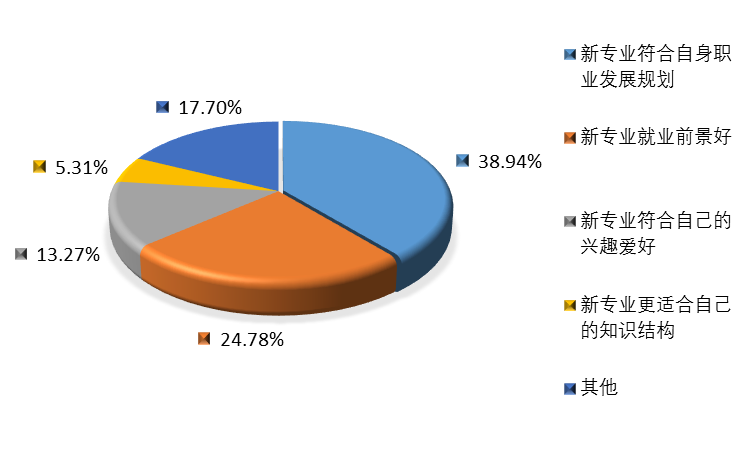 17.70%
38.94%
5.31%
13.27%
24.78%
新专业符合自身职
业发展规划
新专业就业前景好
新专业符合自己的
兴趣爱好
新专业更适合自己
的知识结构
其他